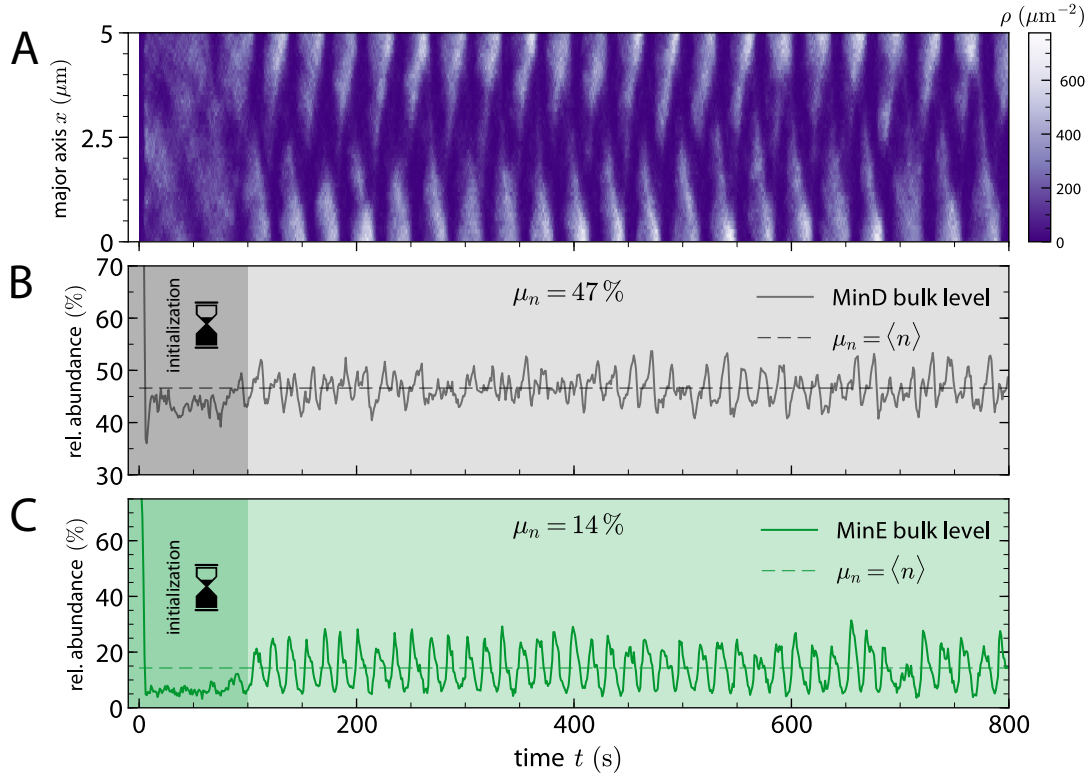 A
major axis x (μm)
5
2.5
0
ρ (μm⁻²)
600
400
200
0
B
rel. abundance (%)
70
60
50
40
30
initialization
μₙ = 47 %
MinD bulk level
μₙ = ⟨n⟩
C
rel. abundance (%)
60
40
20
0
initialization
μₙ = 14 %
MinE bulk level
μₙ = ⟨n⟩
0 200 400 600 800
time t (s)